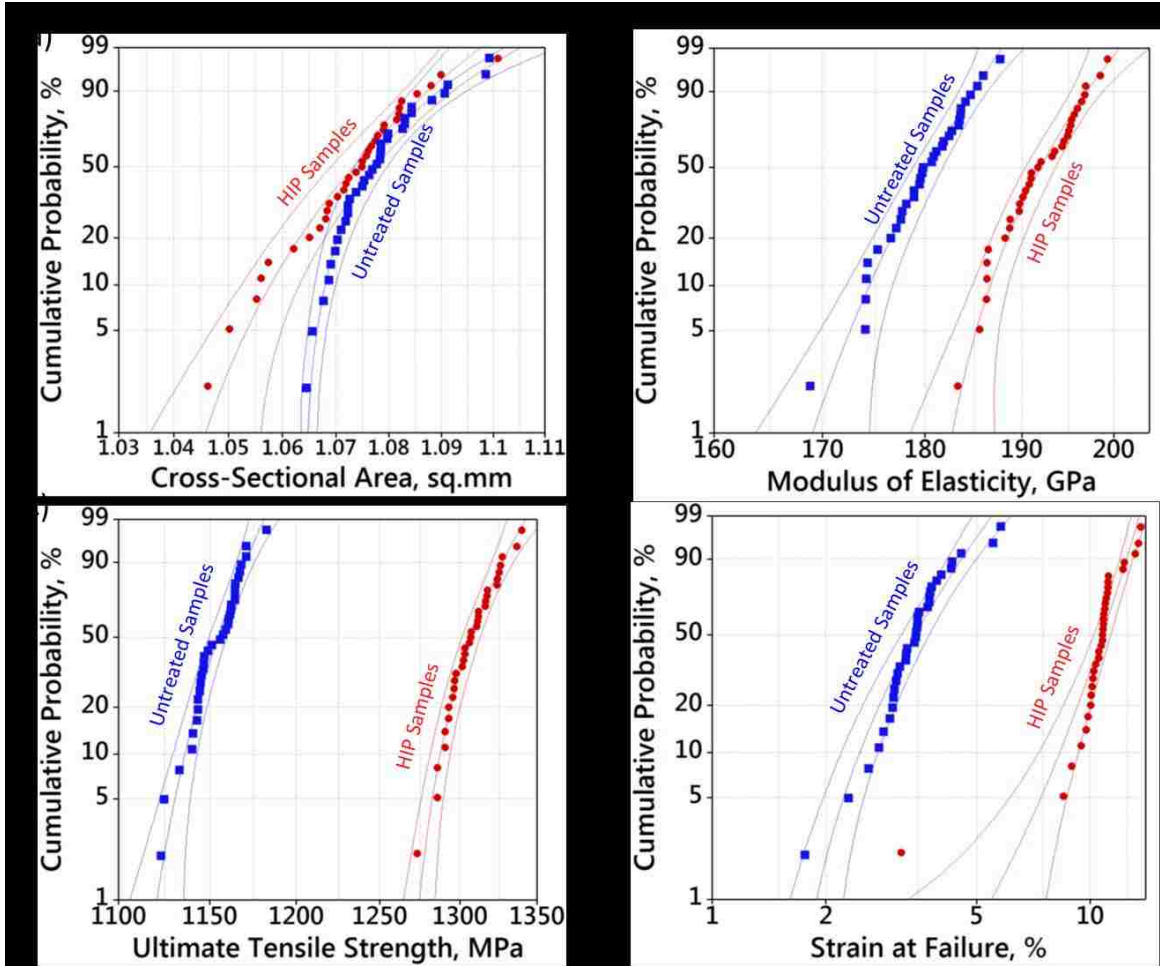 Cumulative Probability, %
99
90
50
20
10
5
1
HIP Samples
Untreated Samples
1.03 1.04 1.05 1.06 1.07 1.08 1.09 1.1 1.11
Cross-Sectional Area, sq.mm
Cumulative Probability, %
99
90
50
20
10
5
1
Untreated Samples
HIP Samples
160 170 180 190 200
Modulus of Elasticity, GPa
Cumulative Probability, %
99
90
50
20
10
5
1
Untreated Samples
HIP Samples
1100 1150 1200 1250 1300 1350
Ultimate Tensile Strength, MPa
Cumulative Probability, %
99
90
50
20
10
5
1
Untreated Samples
HIP Samples
1 2 5 10
Strain at Failure, %